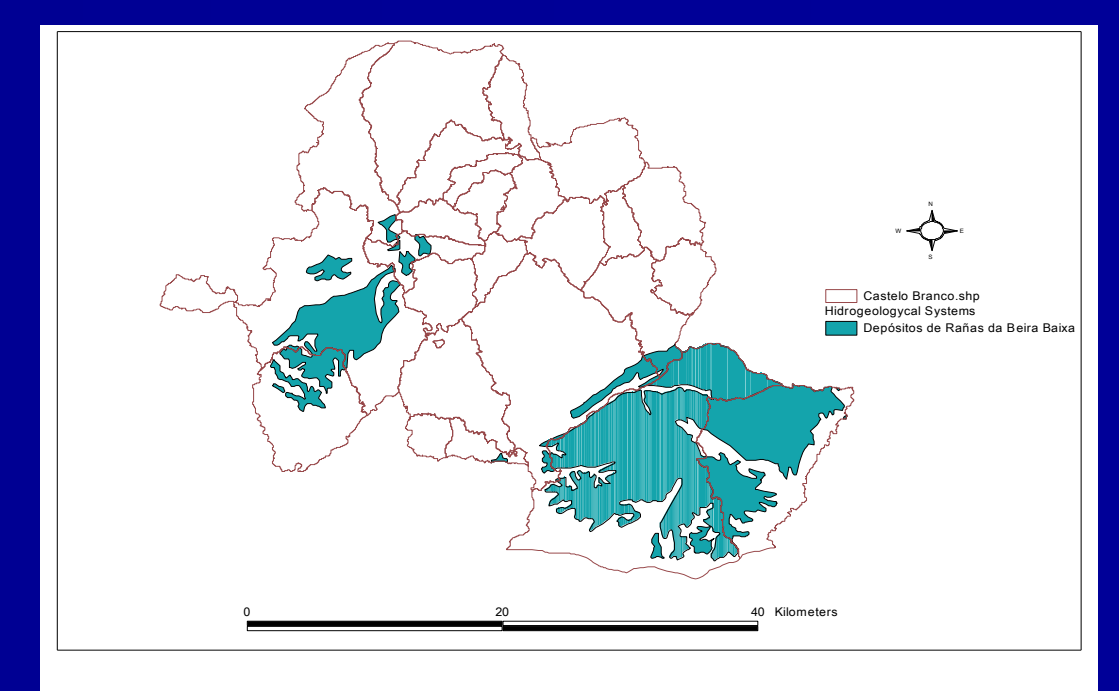 N
W E
S
Castelo Branco.shp
Hidrogeologycal Systems
Depósitos de Rañas da Beira Baixa
0 20 40 Kilometers